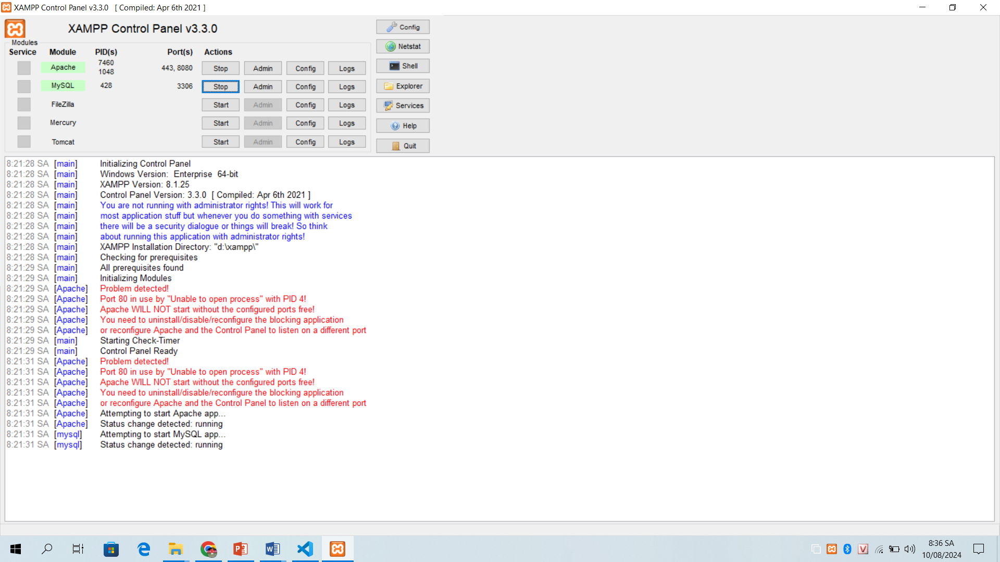 XAMPP Control Panel v3.3.0 [ Compiled: Apr 6th 2021 ]
XAMPP Control Panel v3.3.0
Modules
Service Module PID(s) Port(s) Actions
Apache 7460 1048 443, 8080 Stop Admin Config Logs
MySQL 428 3306 Stop Admin Config Logs
FileZilla Start Admin Config Logs
Mercury Start Admin Config Logs
Tomcat Start Admin Config Logs
Config
Netstat
Shell
Explorer
Services
Help
Quit
8:21:28 SA [main] Initializing Control Panel
8:21:28 SA [main] Windows Version: Enterprise 64-bit
8:21:28 SA [main] XAMPP Version: 8.1.25
8:21:28 SA [main] Control Panel Version: 3.3.0 [ Compiled: Apr 6th 2021 ]
8:21:28 SA [main] You are not running with administrator rights! This will work for
8:21:28 SA [main] most application stuff but whenever you do something with services
8:21:28 SA [main] there will be a security dialogue or things will break! So think
8:21:28 SA [main] about running this application with administrator rights!
8:21:28 SA [main] XAMPP Installation Directory: "d:\xampp\"
8:21:28 SA [main] Checking for prerequisites
8:21:29 SA [main] All prerequisites found
8:21:29 SA [main] Initializing Modules
8:21:29 SA [Apache] Problem detected!
8:21:29 SA [Apache] Port 80 in use by "Unable to open process" with PID 4!
8:21:29 SA [Apache] Apache WILL NOT start without the configured ports free!
8:21:29 SA [Apache] You need to uninstall/disable/reconfigure the blocking application
8:21:29 SA [Apache] or reconfigure Apache and the Control Panel to listen on a different port
8:21:29 SA [main] Starting Check-Timer
8:21:29 SA [main] Control Panel Ready
8:21:31 SA [Apache] Problem detected!
8:21:31 SA [Apache] Port 80 in use by "Unable to open process" with PID 4!
8:21:31 SA [Apache] Apache WILL NOT start without the configured ports free!
8:21:31 SA [Apache] You need to uninstall/disable/reconfigure the blocking application
8:21:31 SA [Apache] or reconfigure Apache and the Control Panel to listen on a different port
8:21:31 SA [Apache] Attempting to start Apache app...
8:21:31 SA [Apache] Status change detected: running
8:21:31 SA [mysql] Attempting to start MySQL app...
8:21:31 SA [mysql] Status change detected: running
8:36 SA
10/08/2024